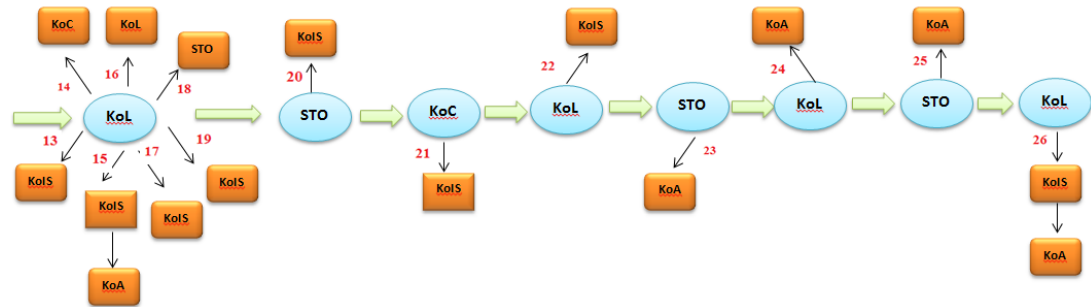 KoC
KoL
STO
14
16
18
KoL
13
15
17
19
KoIS
KoIS
KoIS
KoIS
KoA
KoIS
20
STO
KoC
21
KoIS
KoIS
22
KoL
STO
23
KoA
KoA
24
KoL
KoA
25
STO
KoL
26
KoIS
KoA